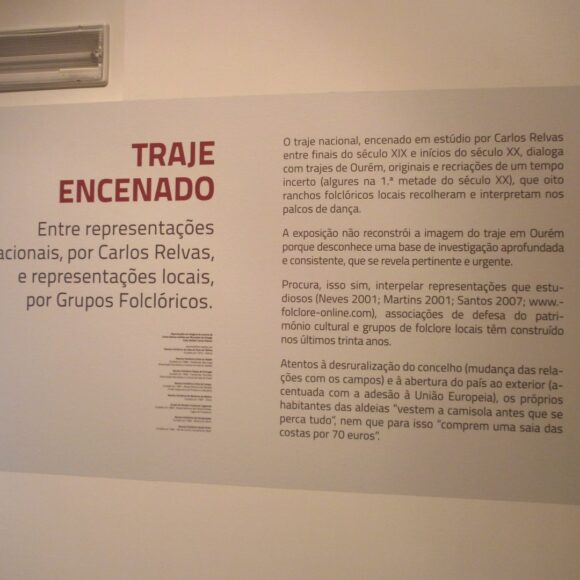 TRAJE
ENCENADO
Entre representações
acionais, por Carlos Relvas,
e representações locais,
por Grupos Folclóricos.
O traje nacional, encenado em estúdio por Carlos Relvas
entre finais do século XIX e inícios do século XX, dialoga
com trajes de Ourém, originais e recriações de um tempo
incerto (algures na 1.ª metade do século XX), que oito
ranchos folclóricos locais recolheram e interpretam nos
palcos de dança.
A exposição não reconstrói a imagem do traje em Ourém
porque desconhece uma base de investigação aprofundada
e consistente, que se revela pertinente e urgente.
Procura, isso sim, interpelar representações que estu-
diosos (Neves 2001; Martins 2001; Santos 2007; www.-
folclore-online.com), associações de defesa do patri-
mónio cultural e grupos de folclore locais têm construído
nos últimos trinta anos.
Atentos à desruralização do concelho (mudança das rela-
ções com os campos) e à abertura do país ao exterior (a-
centuada com a adesão à União Europeia), os próprios
habitantes das aldeias "vestem a camisola antes que se
perca tudo", nem que para isso "comprem uma saia das
costas por 70 euros".